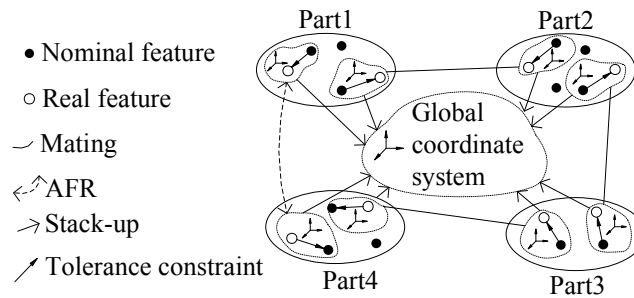 Part1
Part2
Nominal feature
Real feature
Mating
AFR
Stack-up
Tolerance constraint
Global
coordinate
system
Part4
Part3